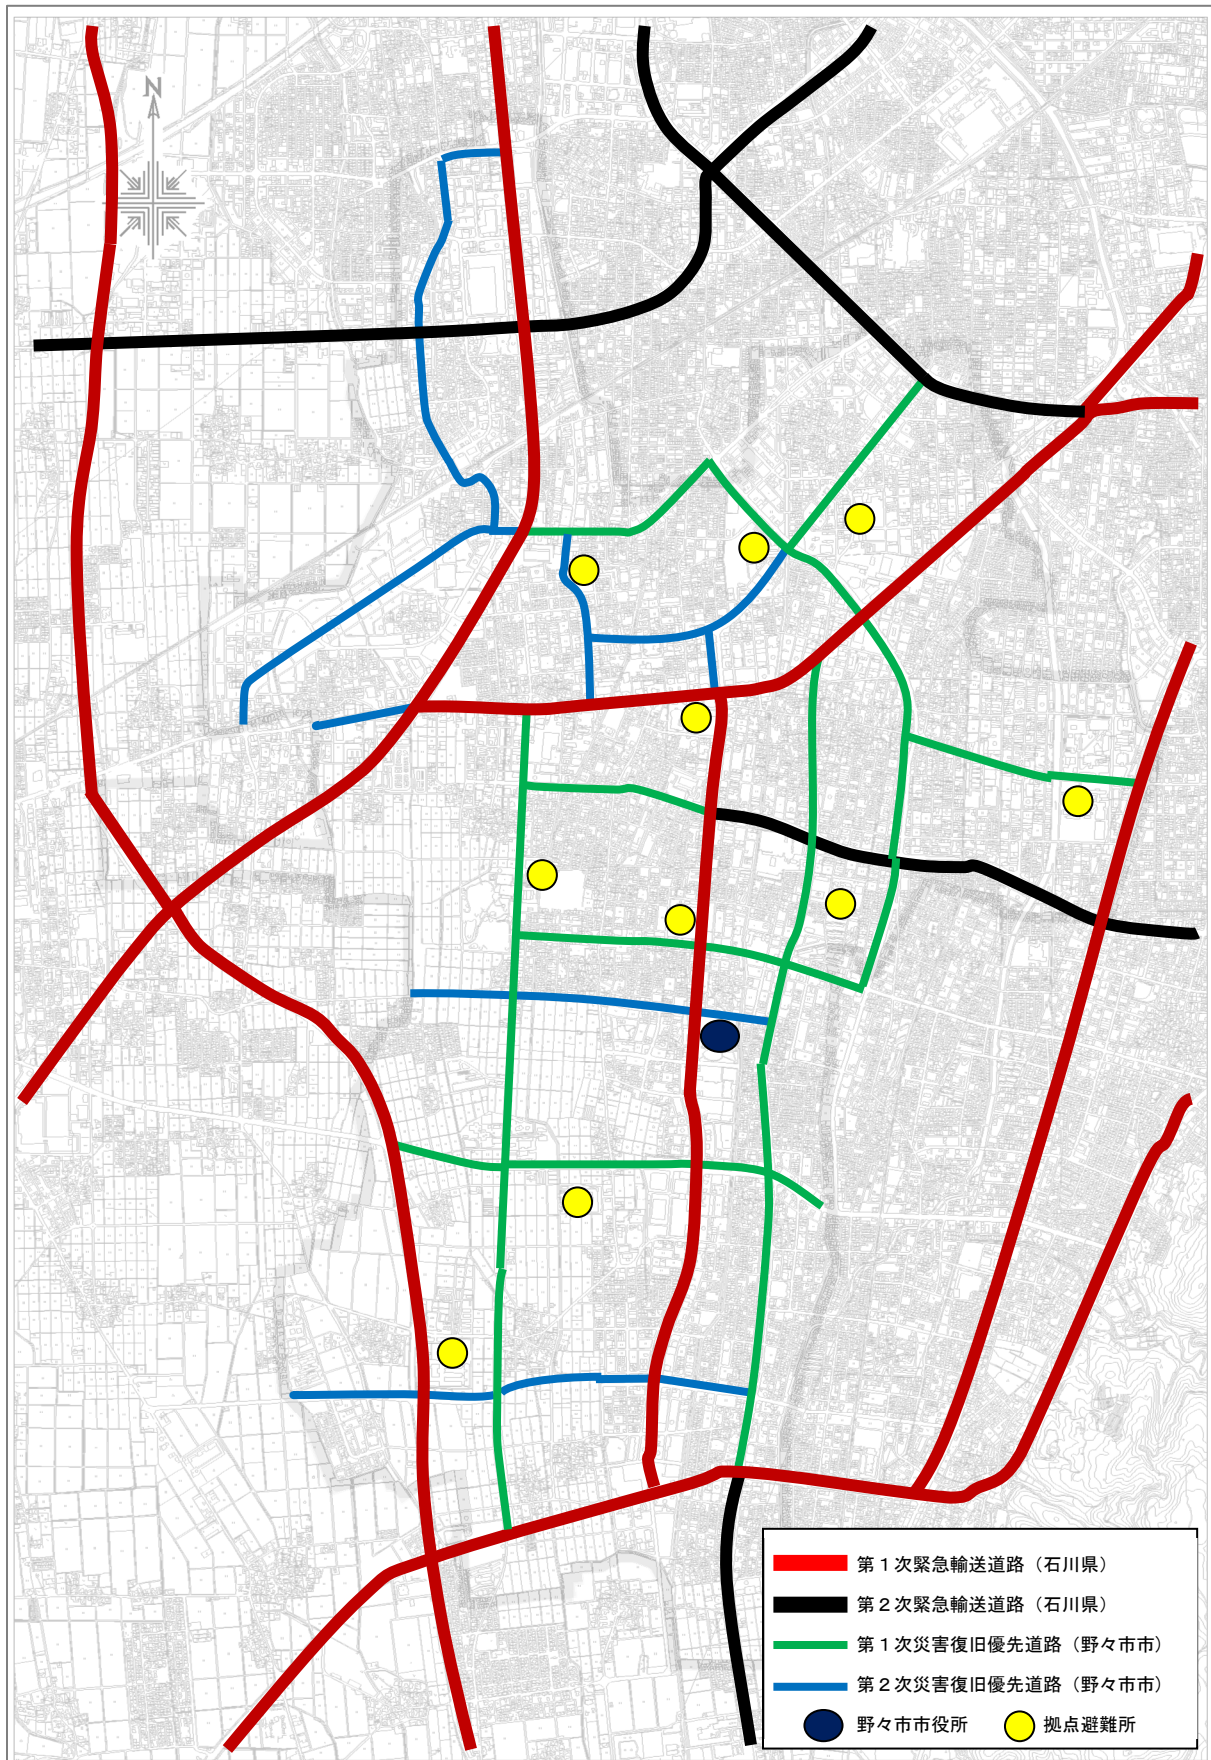 N
第１次緊急輸送道路（石川県）
第２次緊急輸送道路（石川県）
第１次災害復旧優先道路（野々市市）
第２次災害復旧優先道路（野々市市）
野々市市役所 拠点避難所